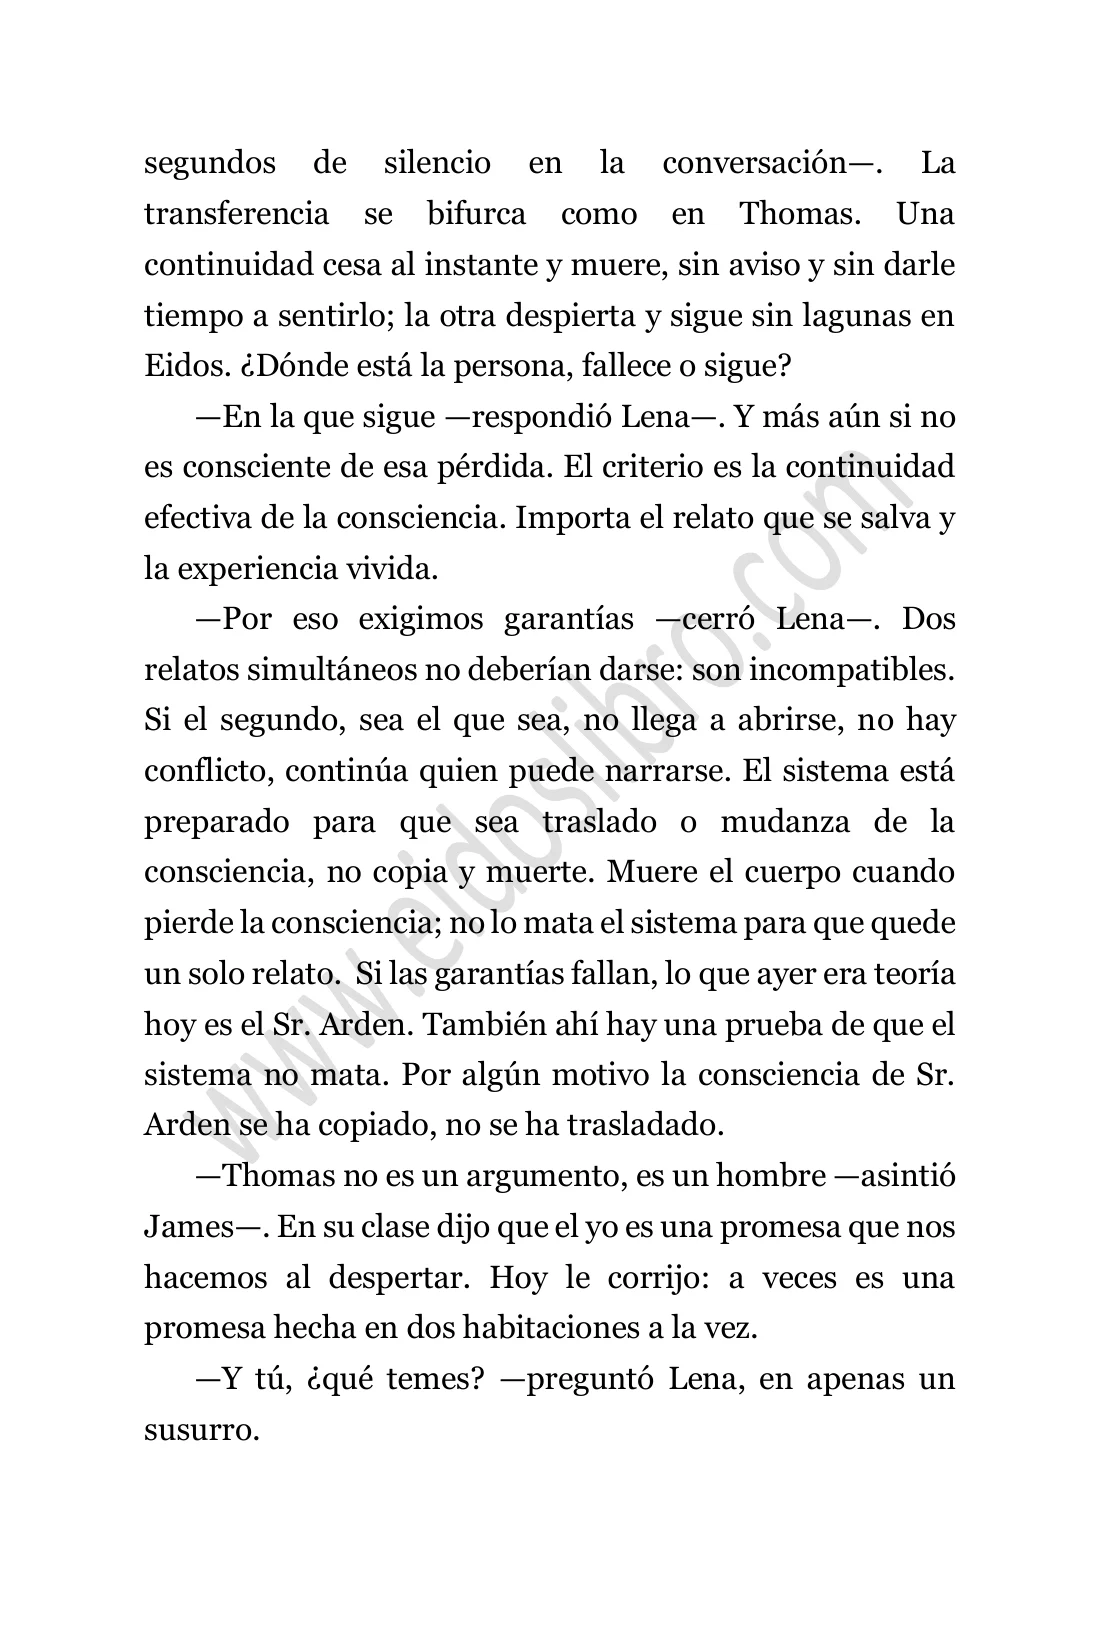 segundos de silencio en la conversación—. La
transferencia se bifurca como en Thomas. Una
continuidad cesa al instante y muere, sin aviso y sin darle
tiempo a sentirlo; la otra despierta y sigue sin lagunas en
Eidos. ¿Dónde está la persona, fallece o sigue?
—En la que sigue —respondió Lena—. Y más aún si no
es consciente de esa pérdida. El criterio es la continuidad
efectiva de la consciencia. Importa el relato que se salva y
la experiencia vivida.
—Por eso exigimos garantías —cerró Lena—. Dos
relatos simultáneos no deberían darse: son incompatibles.
Si el segundo, sea el que sea, no llega a abrirse, no hay
conflicto, continúa quien puede narrarse. El sistema está
preparado para que sea traslado o mudanza de la
consciencia, no copia y muerte. Muere el cuerpo cuando
pierde la consciencia; no lo mata el sistema para que quede
un solo relato. Si las garantías fallan, lo que ayer era teoría
hoy es el Sr. Arden. También ahí hay una prueba de que el
sistema no mata. Por algún motivo la consciencia de Sr.
Arden se ha copiado, no se ha trasladado.
—Thomas no es un argumento, es un hombre —asintió
James—. En su clase dijo que el yo es una promesa que nos
hacemos al despertar. Hoy le corrijo: a veces es una
promesa hecha en dos habitaciones a la vez.
—Y tú, ¿qué temes? —preguntó Lena, en apenas un
susurro.
www.eidoslibro.com